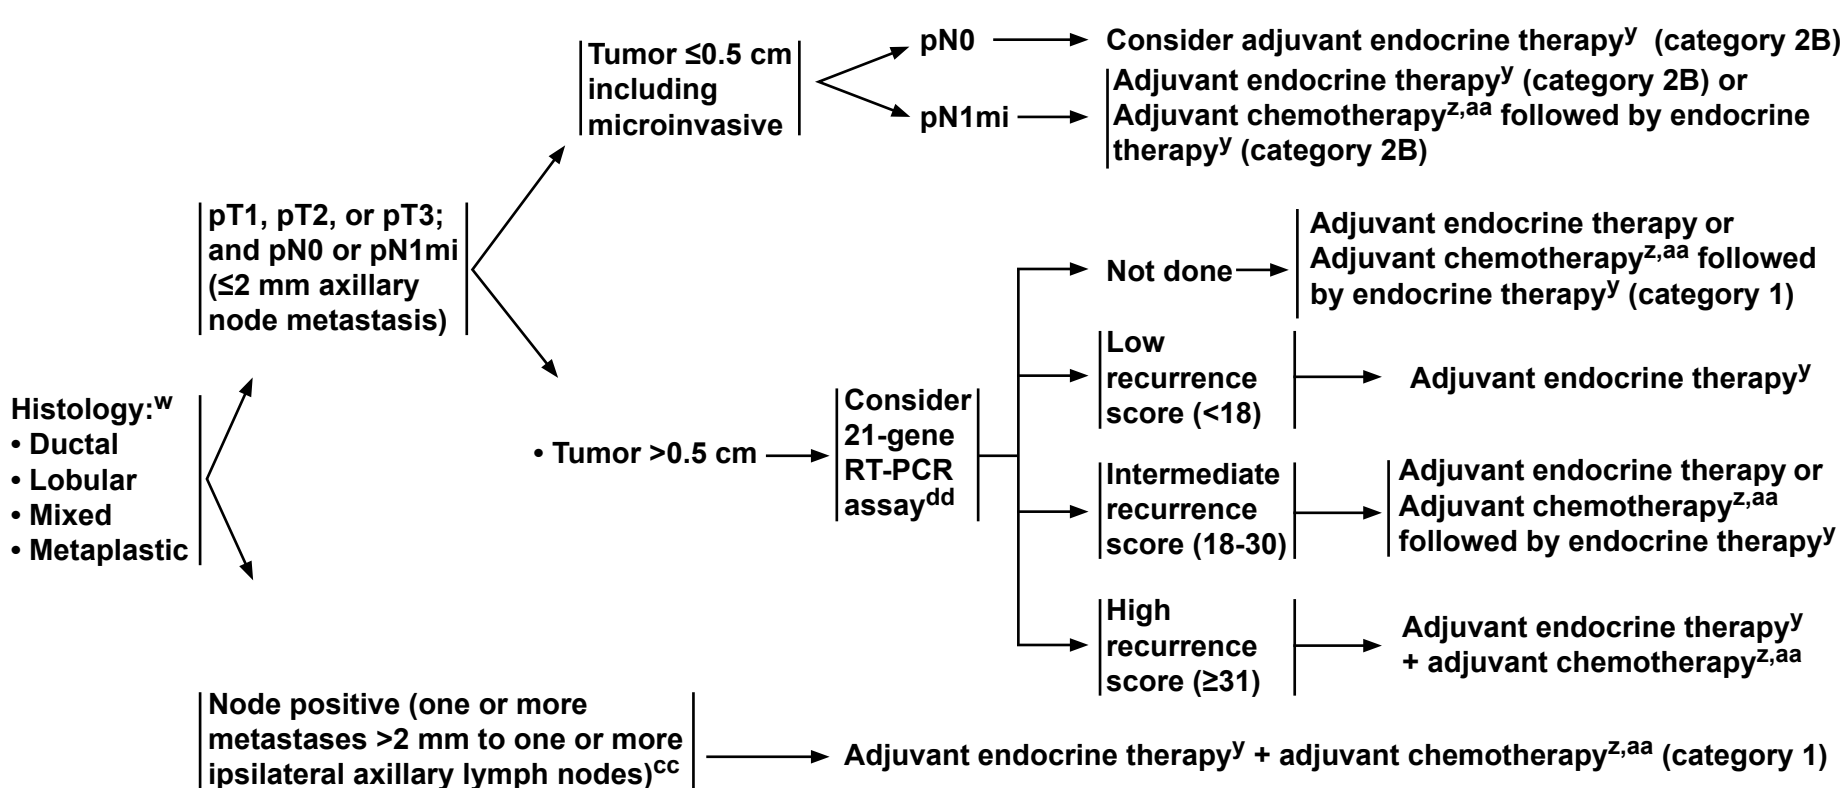 Histology:w
• Ductal
• Lobular
• Mixed
• Metaplastic
pT1, pT2, or pT3;
and pN0 or pN1mi
(≤2 mm axillary
node metastasis)
Tumor ≤0.5 cm
including
microinvasive
pN0
Consider adjuvant endocrine therapyy (category 2B)
pN1mi
Adjuvant endocrine therapyy (category 2B) or
Adjuvant chemotherapyz,aa followed by endocrine
therapyy (category 2B)
• Tumor >0.5 cm
Consider
21-gene
RT-PCR
assaydd
Not done
Adjuvant endocrine therapy or
Adjuvant chemotherapyz,aa followed
by endocrine therapyy (category 1)
Low
recurrence
score (<18)
Adjuvant endocrine therapyy
Intermediate
recurrence
score (18-30)
Adjuvant endocrine therapy or
Adjuvant chemotherapyz,aa
followed by endocrine therapyy
High
recurrence
score (≥31)
Adjuvant endocrine therapyy
+ adjuvant chemotherapyz,aa
Node positive (one or more
metastases >2 mm to one or more
ipsilateral axillary lymph nodes)cc
Adjuvant endocrine therapyy + adjuvant chemotherapyz,aa (category 1)